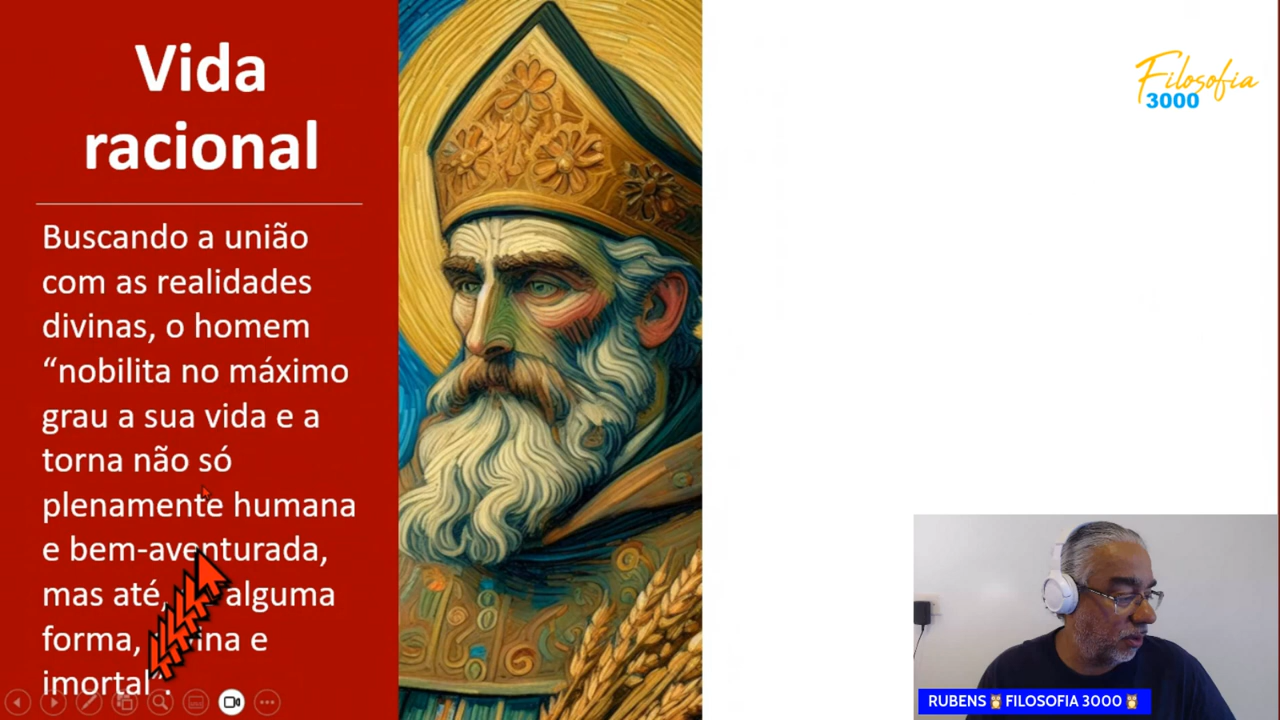 Vida
racional
Buscando a união
com as realidades
divinas, o homem
“nobilita no máximo
grau a sua vida e a
torna não só
plenamente humana
e bem-aventurada,
mas até, alguma
forma, e
imortal”.
Filosofia
3000
RUBENS🦉FILOSOFIA 3000🦉